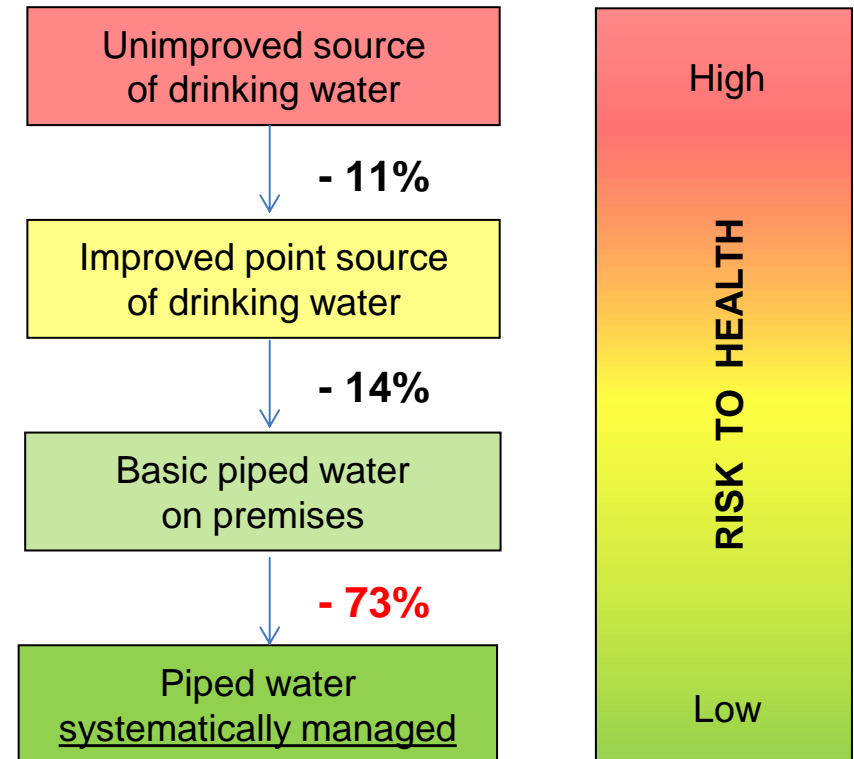 Unimproved source
of drinking water
- 11%
Improved point source
of drinking water
- 14%
Basic piped water
on premises
- 73%
Piped water
systematically managed
High
RISK TO HEALTH
Low